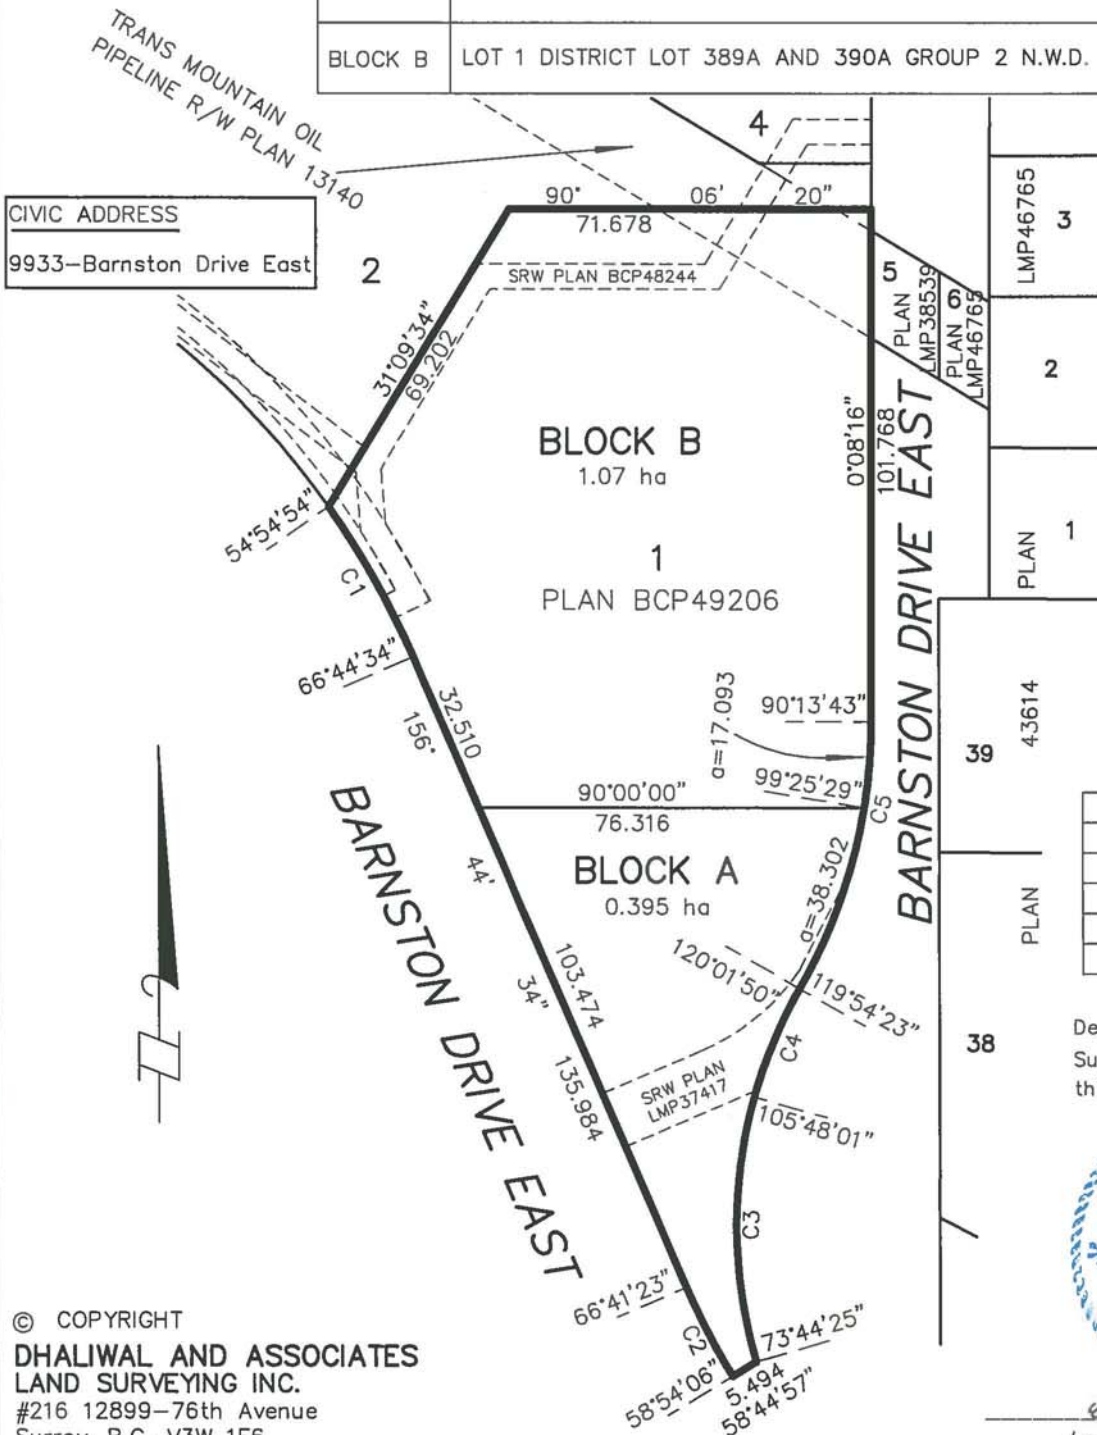 BLOCK B LOT 1 DISTRICT LOT 389A AND 390A GROUP 2 N.W.D.
TRANS MOUNTAIN OIL
PIPELINE R/W PLAN 13140
CIVIC ADDRESS
9933-Barnston Drive East
4
3
LMP46765
90° 06' 20"
71.678
2
SRW PLAN BCP48244
5
PLAN
LMP38539
6
PLAN
LMP46765
2
31°09'34"
69.202
BLOCK B
1.07 ha
0°08'16"
101.768
1
PLAN BCP49206
1
PLAN
54°54'54"
C1
66°44'34"
32.510
156°
a=17.093
90°13'43"
99°25'29"
C5
BARNSTON DRIVE EAST
39
43614
90°00'00"
76.316
BLOCK A
0.395 ha
44'
a=38.302
PLAN
BARNSTON DRIVE EAST
120°01'50"
119°54'23"
103.474
34"
C4
38
135.984
SRW PLAN
LMP37417
105°48'01"
C3
De
Su
th
66°41'23"
C2
73°44'25"
58°54'06"
5.494
58°44'57"
© COPYRIGHT
DHALIWAL AND ASSOCIATES
LAND SURVEYING INC.
#216 12899-76th Avenue
Surrey, B.C. V3W 1E6